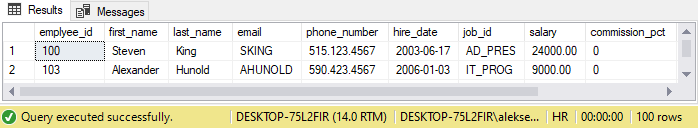 Results Messages
emplyee_id first_name last_name email phone_number hire_date job_id salary commission_pct
1 100 Steven King SKING 515.123.4567 2003-06-17 AD_PRES 24000.00 0
2 103 Alexander Hunold AHUNOLD 590.423.4567 2006-01-03 IT_PROG 9000.00 0
Query executed successfully. DESKTOP-75L2FIR (14.0 RTM) DESKTOP-75L2FIR\alekse... HR 00:00:00 100 rows